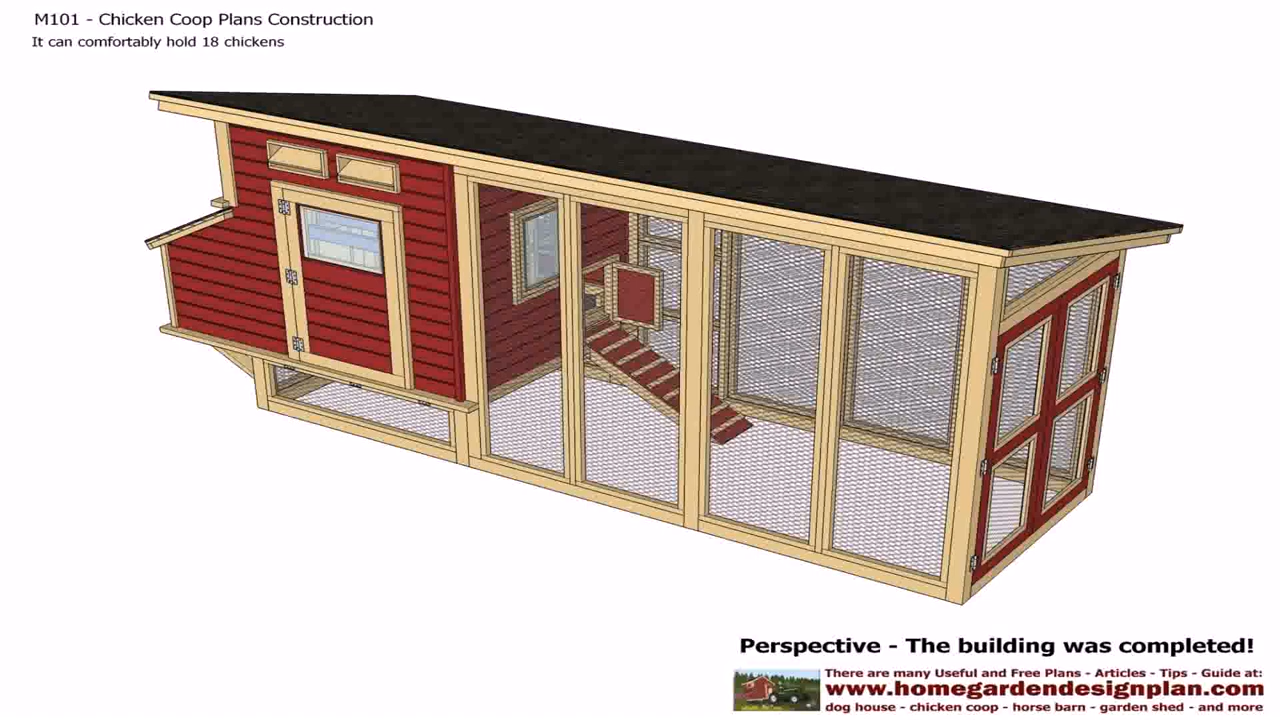 M101 - Chicken Coop Plans Construction
It can comfortably hold 18 chickens
Perspective - The building was completed!
There are many Useful and Free Plans - Articles - Tips - Guide at:
www.homegardendesignplan.com
dog house - chicken coop - horse barn - garden shed - and more